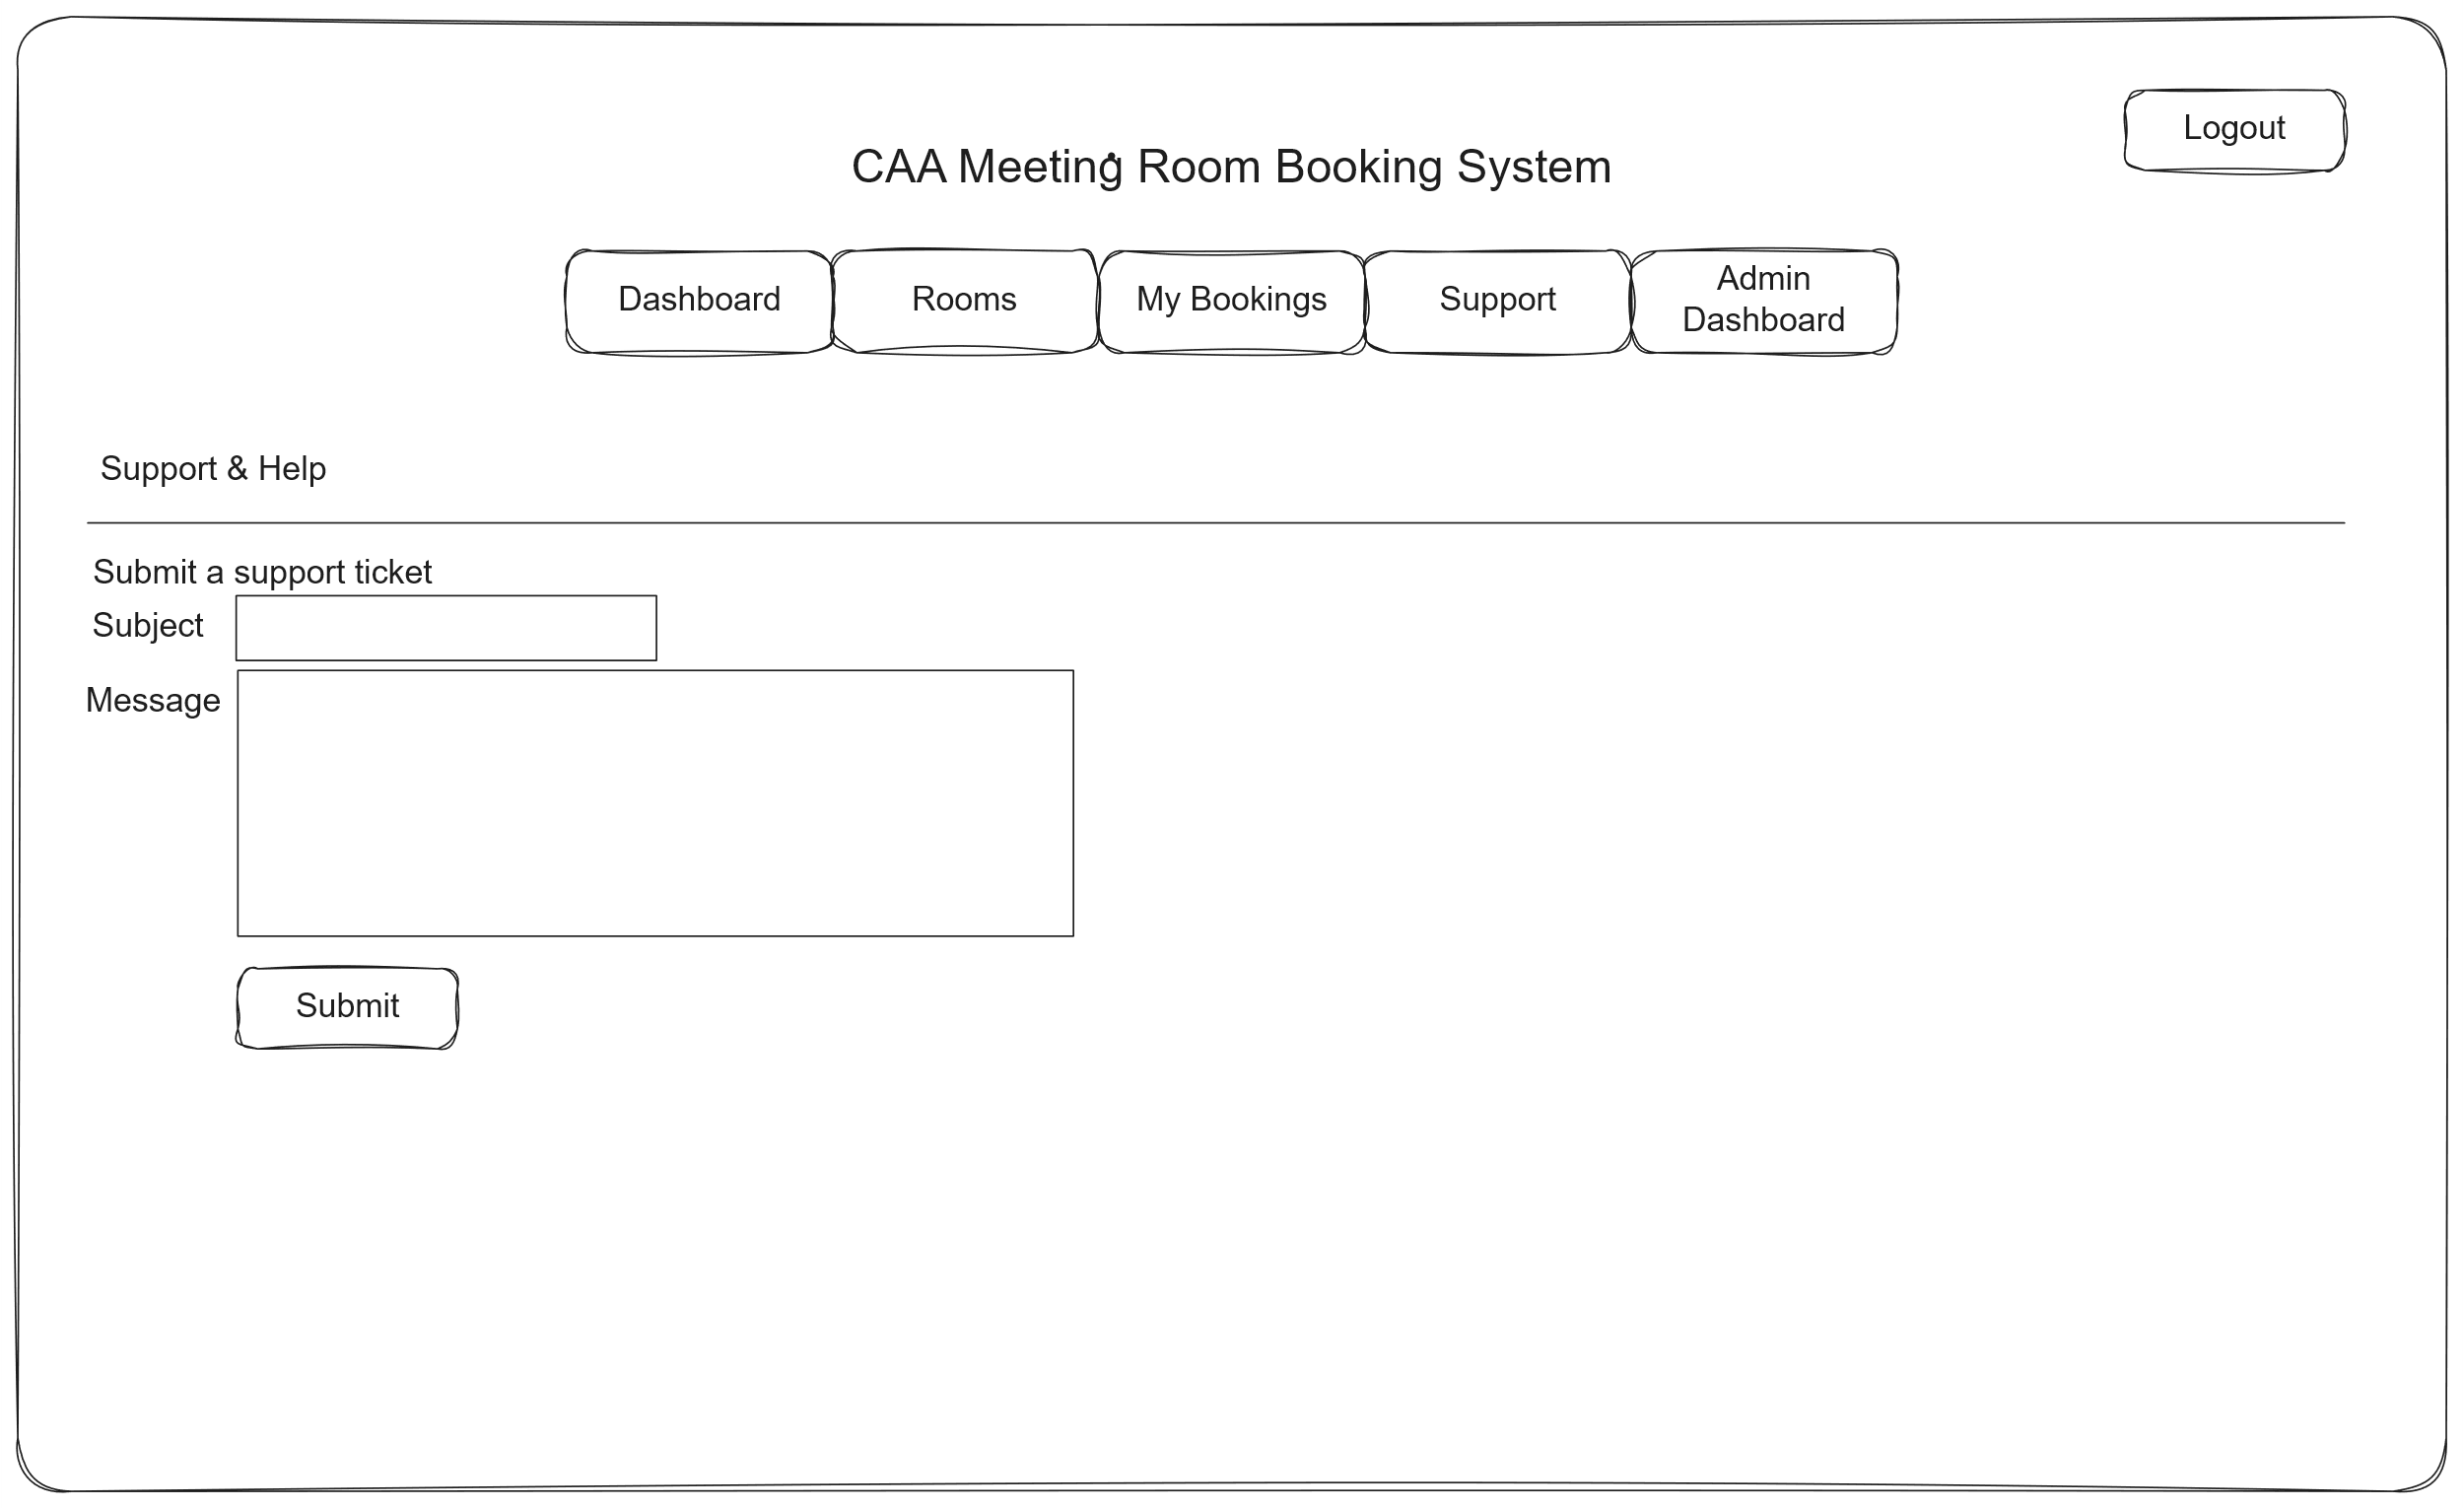 Logout
CAA Meeting Room Booking System
Dashboard
Rooms
My Bookings
Support
Admin
Dashboard
Support & Help
Submit a support ticket
Subject
Message
Submit